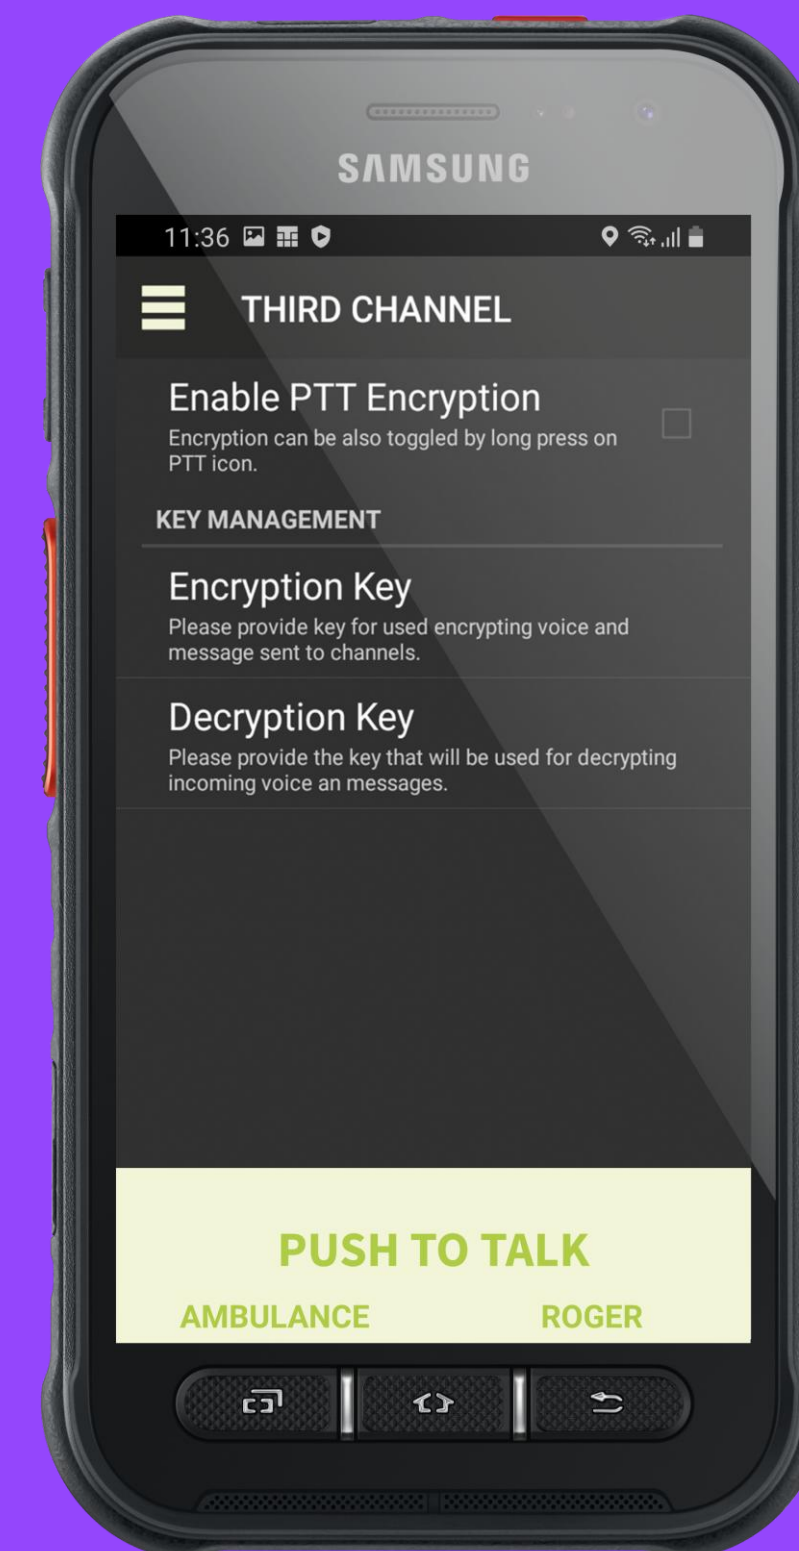 SAMSUNG
11:36
THIRD CHANNEL
Enable PTT Encryption
Encryption can be also toggled by long press on
PTT icon.
KEY MANAGEMENT
Encryption Key
Please provide key for used encrypting voice and
message sent to channels.
Decryption Key
Please provide the key that will be used for decrypting
incoming voice an messages.
PUSH TO TALK
AMBULANCE ROGER